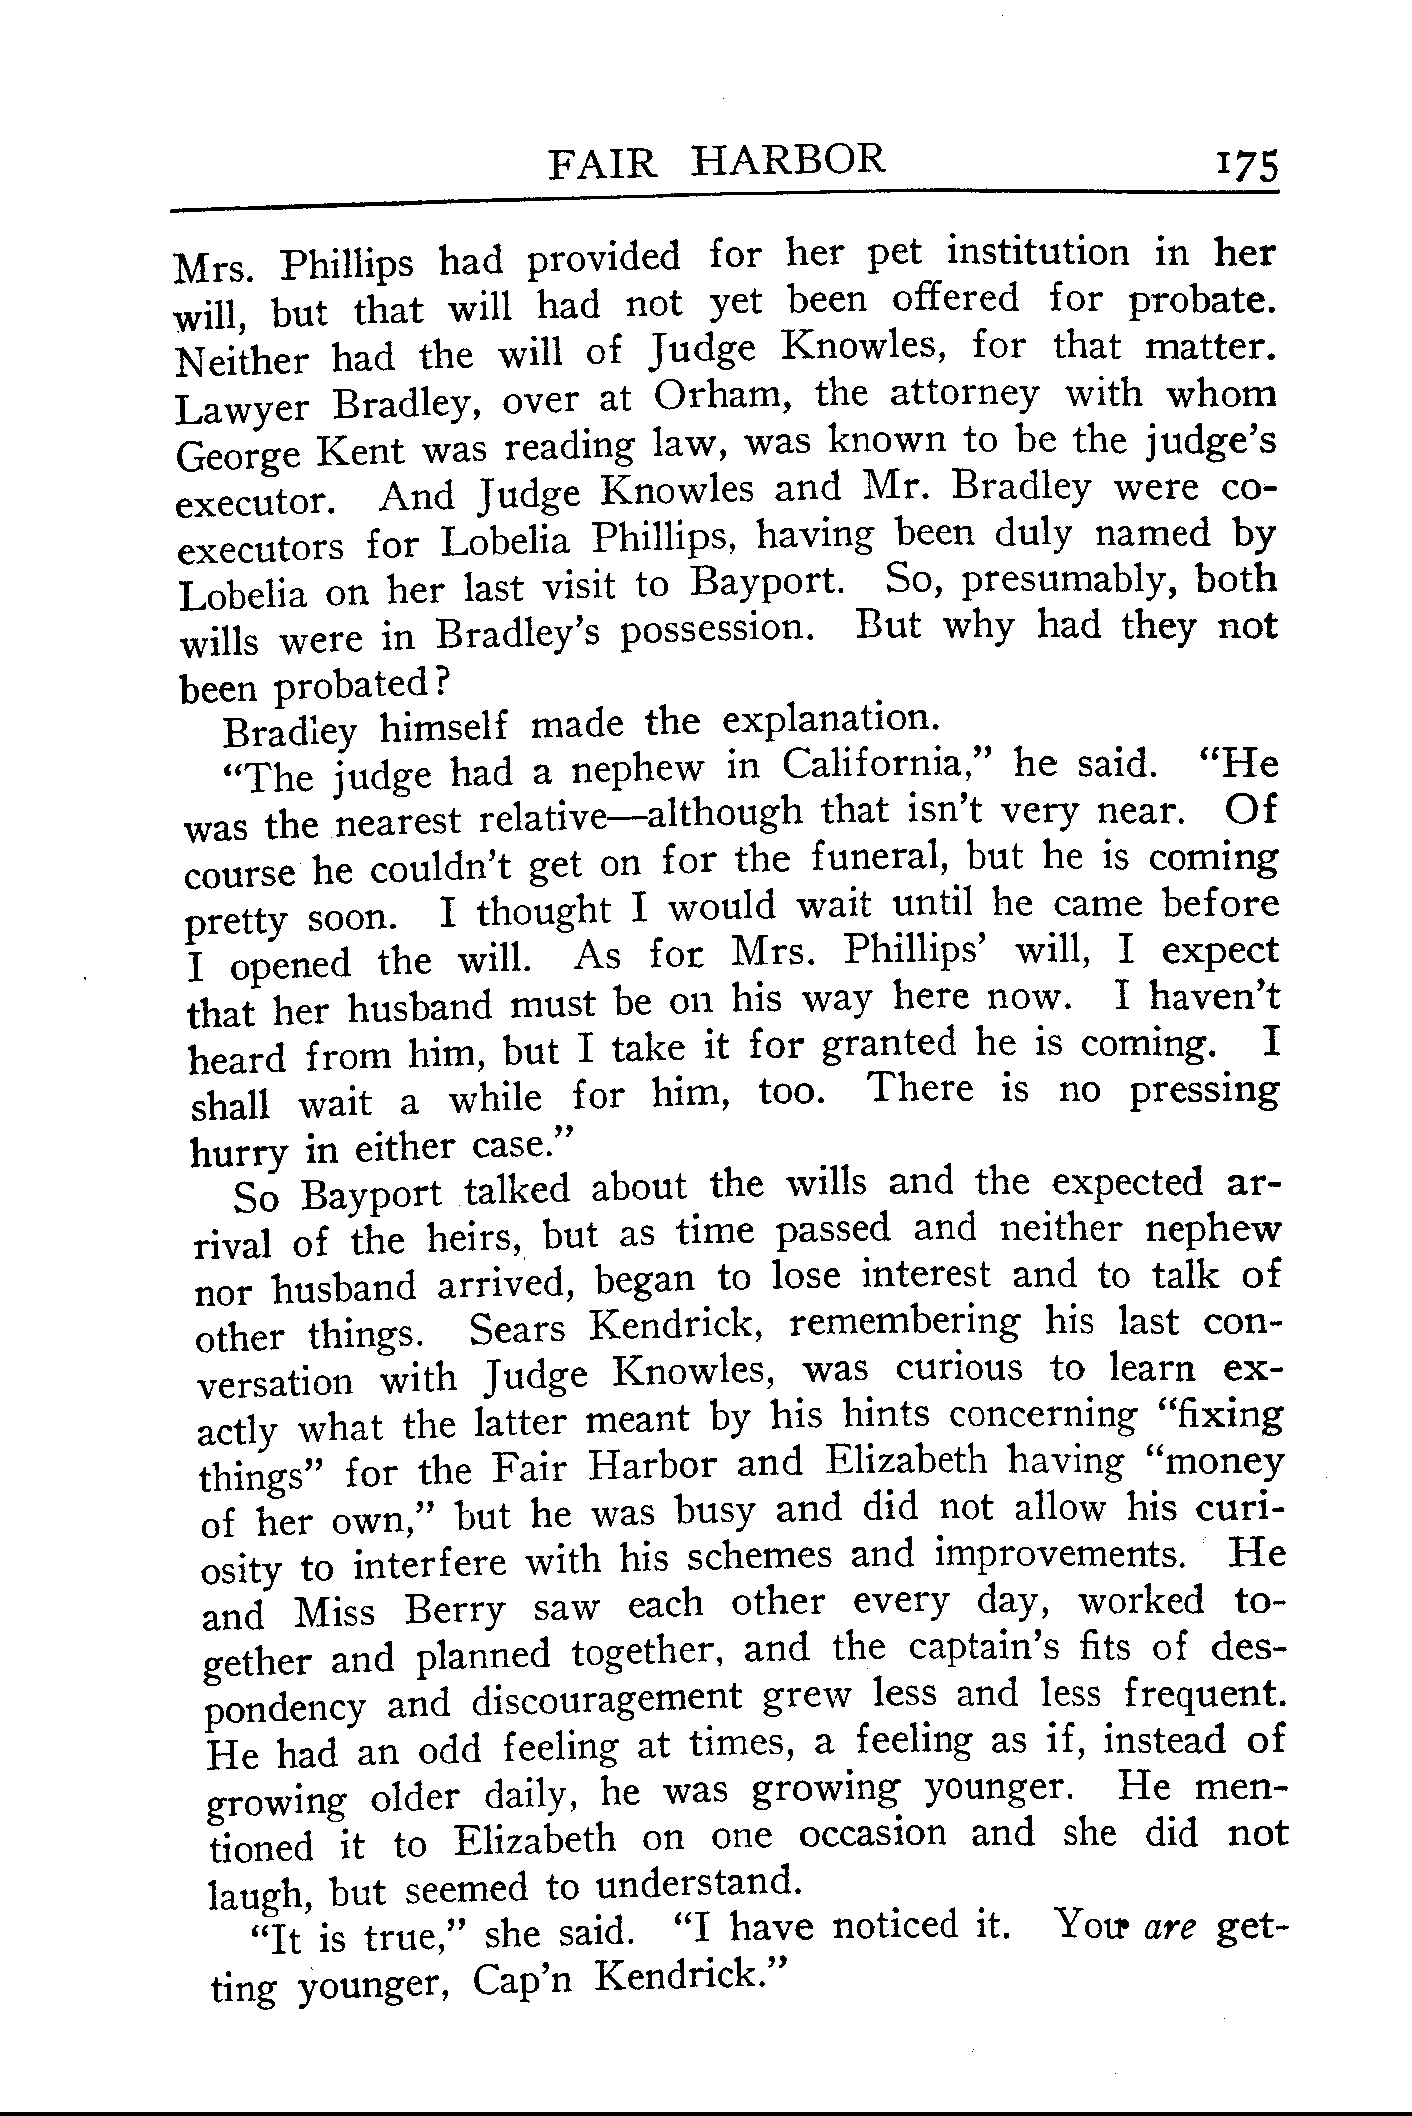 FAIR HARBOR 175
Mrs. Phillips had provided for her pet institution in her
will, but that will had not yet been offered for probate.
Neither had the will of Judge Knowles, for that matter.
Lawyer Bradley, over at Orham, the attorney with whom
George Kent was reading law, was known to be the judge's
executor. And Judge Knowles and Mr. Bradley were co-
executors for Lobelia Phillips, having been duly named by
Lobelia on her last visit to Bayport. So, presumably, both
wills were in Bradley's possession. But why had they not
been probated?
Bradley himself made the explanation.
“The judge had a nephew in California,” he said. “He
was the nearest relative—although that isn't very near. Of
course he couldn't get on for the funeral, but he is coming
pretty soon. I thought I would wait until he came before
I opened the will. As for Mrs. Phillips' will, I expect
that her husband must be on his way here now. I haven't
heard from him, but I take it for granted he is coming. I
shall wait a while for him, too. There is no pressing
hurry in either case.”
So Bayport talked about the wills and the expected ar-
rival of the heirs, but as time passed and neither nephew
nor husband arrived, began to lose interest and to talk of
other things. Sears Kendrick, remembering his last con-
versation with Judge Knowles, was curious to learn ex-
actly what the latter meant by his hints concerning “fixing
things” for the Fair Harbor and Elizabeth having “money
of her own,” but he was busy and did not allow his curi-
osity to interfere with his schemes and improvements. He
and Miss Berry saw each other every day, worked to-
gether and planned together, and the captain's fits of des-
pondency and discouragement grew less and less frequent.
He had an odd feeling at times, a feeling as if, instead of
growing older daily, he was growing younger. He men-
tioned it to Elizabeth on one occasion and she did not
laugh, but seemed to understand.
“It is true,” she said. “I have noticed it. You are get-
ting younger, Cap'n Kendrick.”